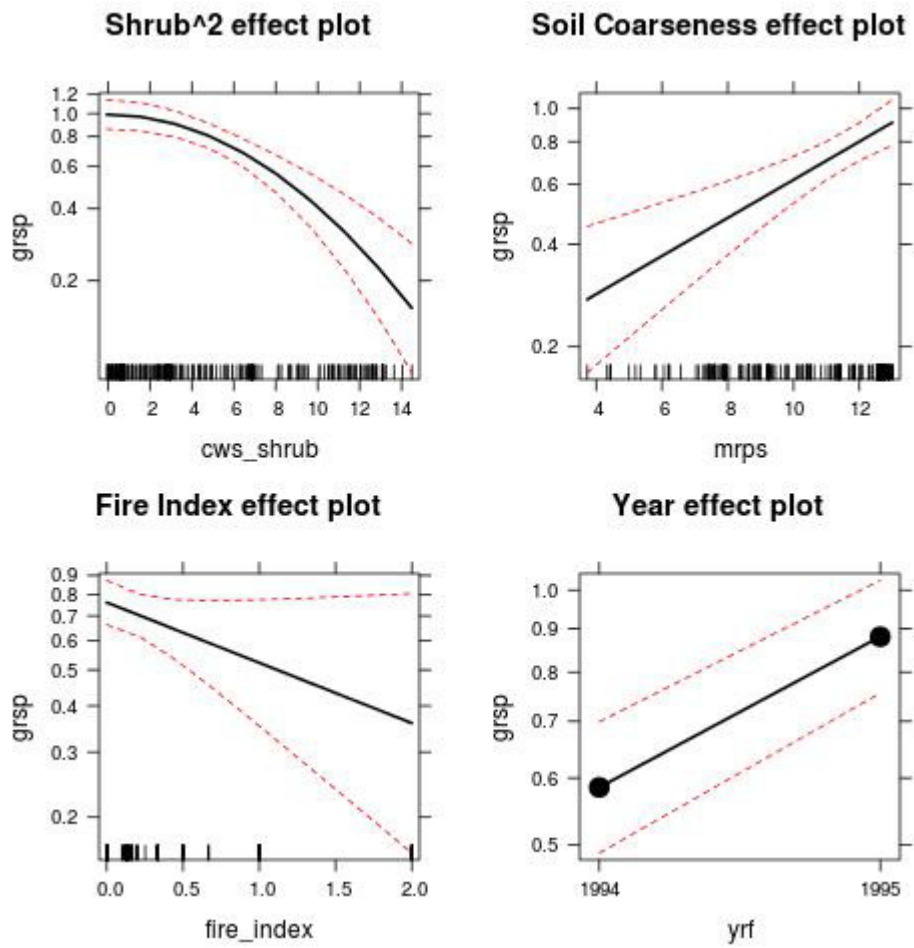 Shrub^2 effect plot
1.2
1.0
0.8
0.6
0.4
0.2
grsp
0 2 4 6 8 10 12 14
cws_shrub
Soil Coarseness effect plot
1.0
0.8
0.6
0.4
0.2
grsp
4 6 8 10 12
mrps
Fire Index effect plot
0.9
0.8
0.7
0.6
0.5
0.4
0.3
0.2
grsp
0.0 0.5 1.0 1.5 2.0
fire_index
Year effect plot
1.0
0.9
0.8
0.7
0.6
0.5
grsp
1994 1995
yrf